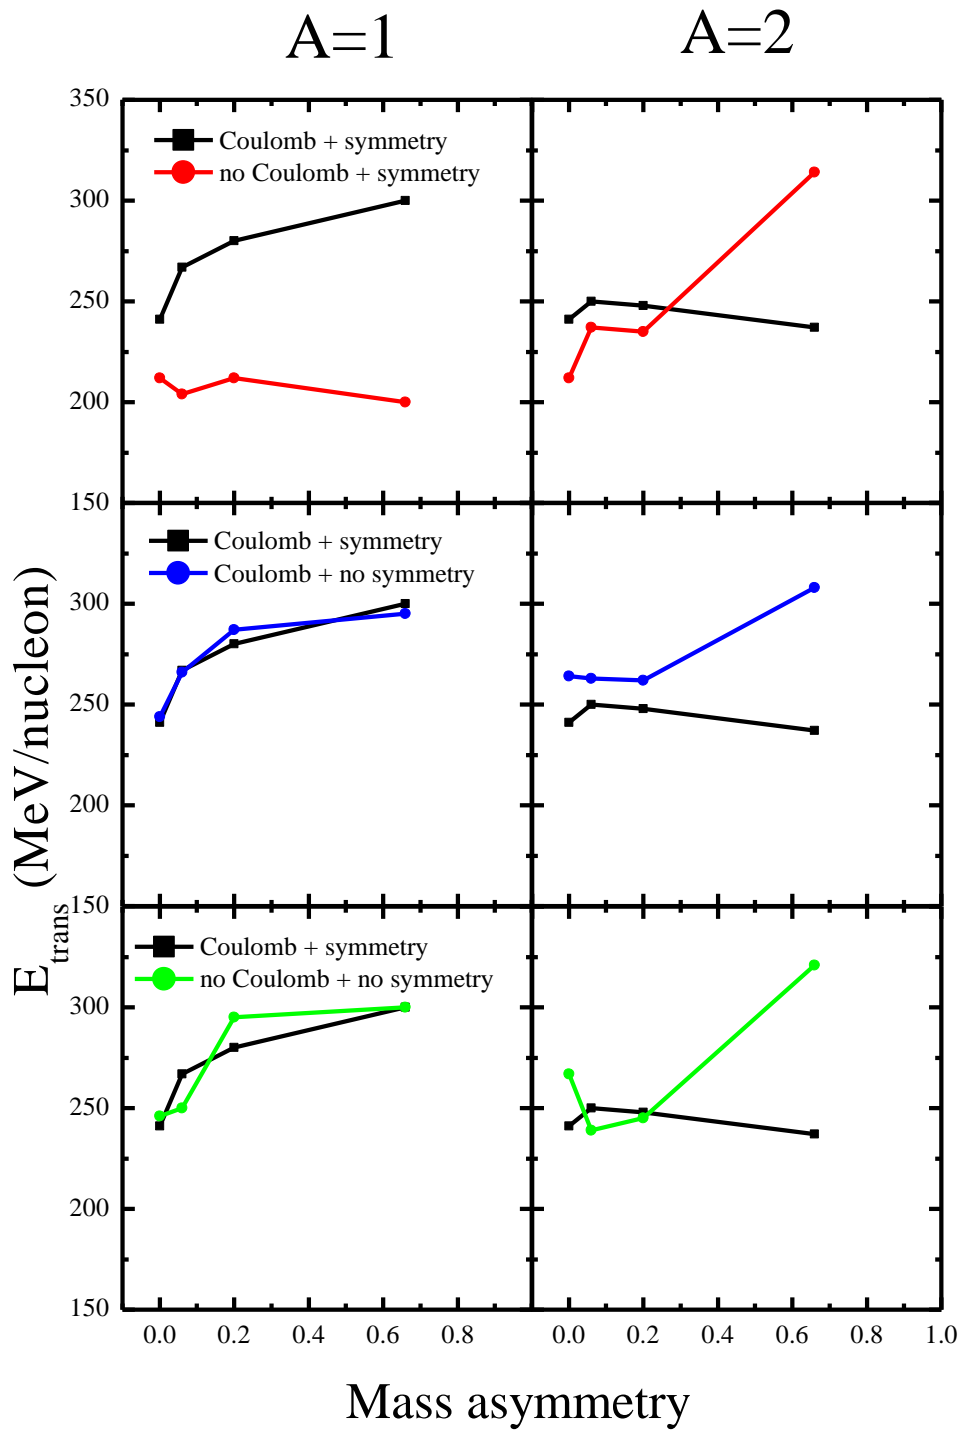 A=1 A=2
350
Coulomb + symmetry
no Coulomb + symmetry
300
250
200
150
Coulomb + symmetry
Coulomb + no symmetry
300
250
200
150
Coulomb + symmetry
no Coulomb + no symmetry
300
250
200
150
E_trans (MeV/nucleon)
0.0 0.2 0.4 0.6 0.8 0.0 0.2 0.4 0.6 0.8 1.0
Mass asymmetry